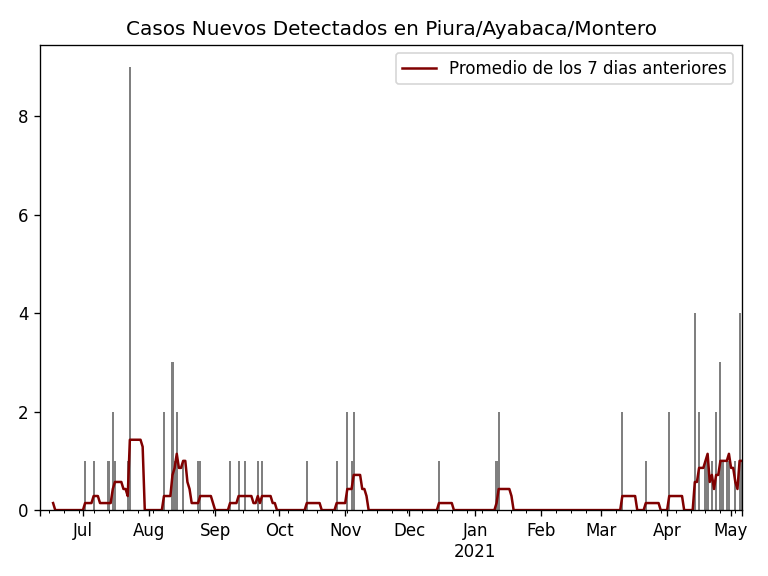 Casos Nuevos Detectados en Piura/Ayabaca/Montero
Promedio de los 7 dias anteriores
8
6
4
2
0
Jul Aug Sep Oct Nov Dec Jan Feb Mar Apr May
2021